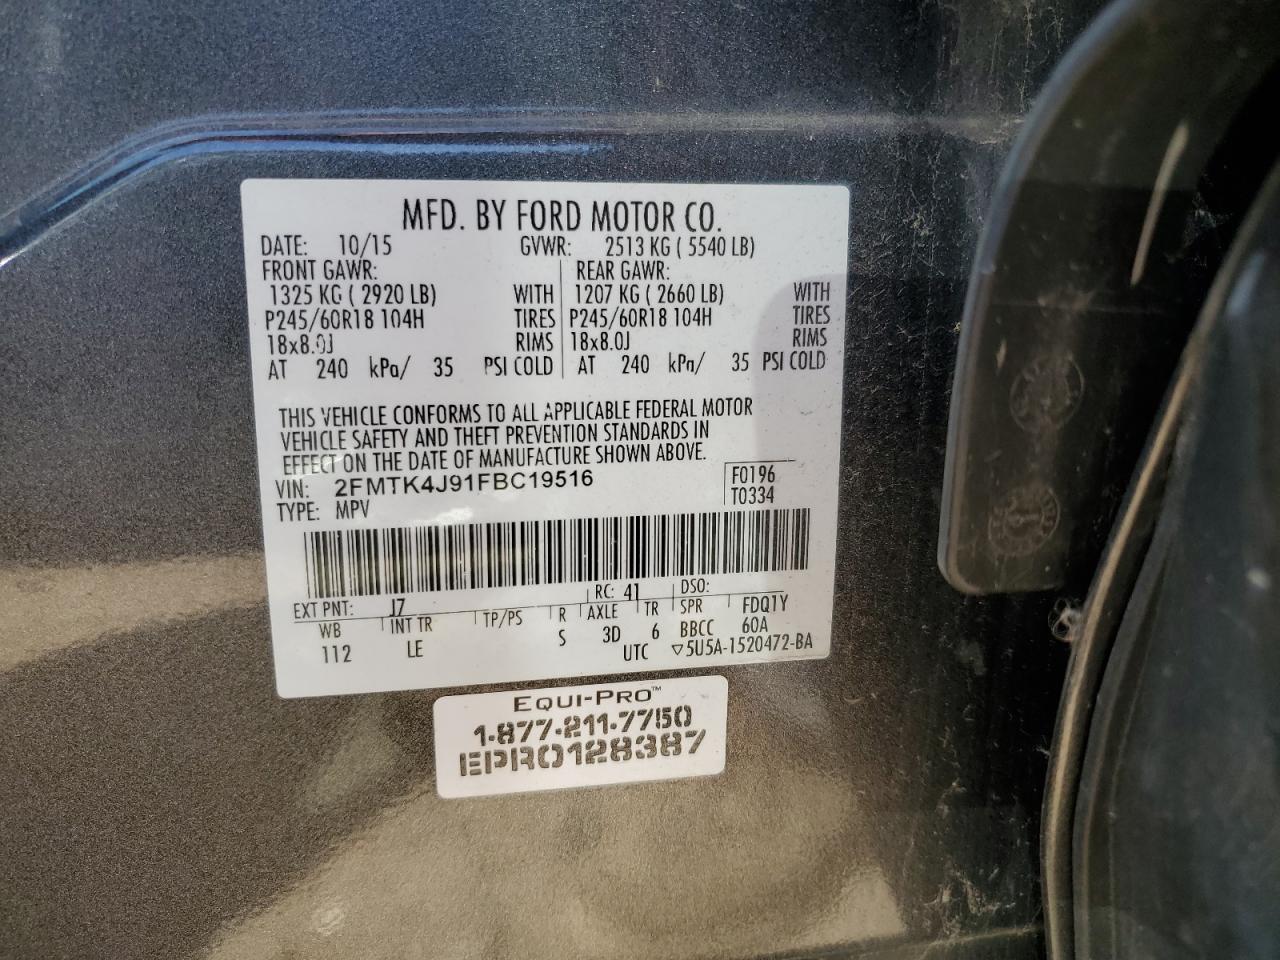 MFD. BY FORD MOTOR CO.
DATE: 10/15 GVWR: 2513 KG ( 5540 LB)
FRONT GAWR: REAR GAWR:
1325 KG ( 2920 LB) WITH 1207 KG ( 2660 LB) WITH
P245/60R18 104H TIRES P245/60R18 104H TIRES
18x8.0J RIMS 18x8.0J RIMS
AT 240 kPa/ 35 PSI COLD AT 240 kPa/ 35 PSI COLD
THIS VEHICLE CONFORMS TO ALL APPLICABLE FEDERAL MOTOR
VEHICLE SAFETY AND THEFT PREVENTION STANDARDS IN
EFFECT ON THE DATE OF MANUFACTURE SHOWN ABOVE.
VIN: 2FMTK4J91FBC19516 F0196
TYPE: MPV T0334
EXT PNT: J7 RC: 41 DSO:
WB INT TR TP/PS R AXLE TR SPR FDQ1Y
112 LE S 3D 6 BBCC 60A
UTC ▽5U5A-1520472-BA
EQUI-PRO™
1-877-211-7750
EPRO128387